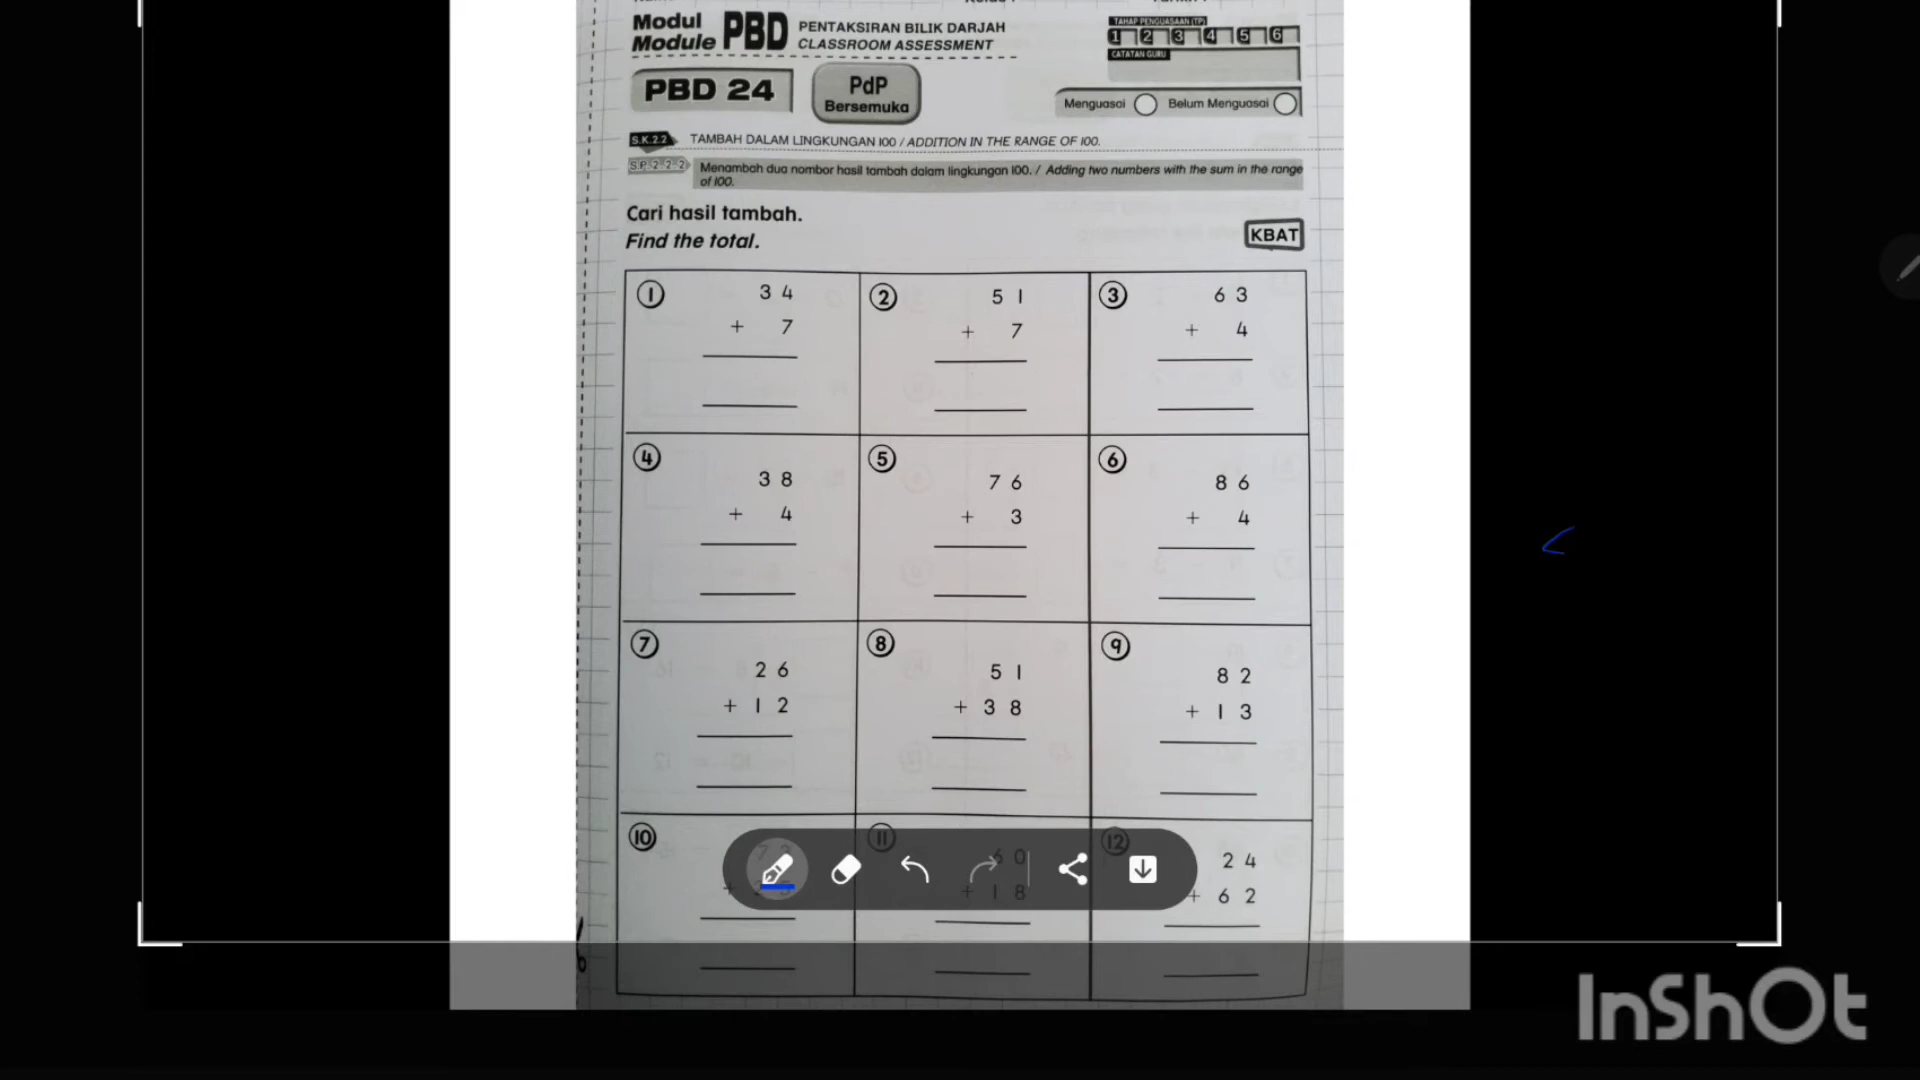 Modul
Module PBD PENTAKSIRAN BILIK DARJAH
CLASSROOM ASSESSMENT
TAHAP PENGUASAAN (TP)
1 2 3 4 5 6
CATATAN GURU
PBD 24
PdP
Bersemuka
Menguasai Belum Menguasai
S.K.2.2 TAMBAH DALAM LINGKUNGAN 100 / ADDITION IN THE RANGE OF 100.
S.P.2.2.2 Menambah dua nombor hasil tambah dalam lingkungan 100. / Adding two numbers with the sum in the range
of 100.
Cari hasil tambah.
Find the total.
KBAT
1 34
+ 7
2 51
+ 7
3 63
+ 4
4 38
+ 4
5 76
+ 3
6 86
+ 4
7 26
+ 12
8 51
+ 38
9 82
+ 13
10
11 60
+ 18
12 24
+ 62
InShOt